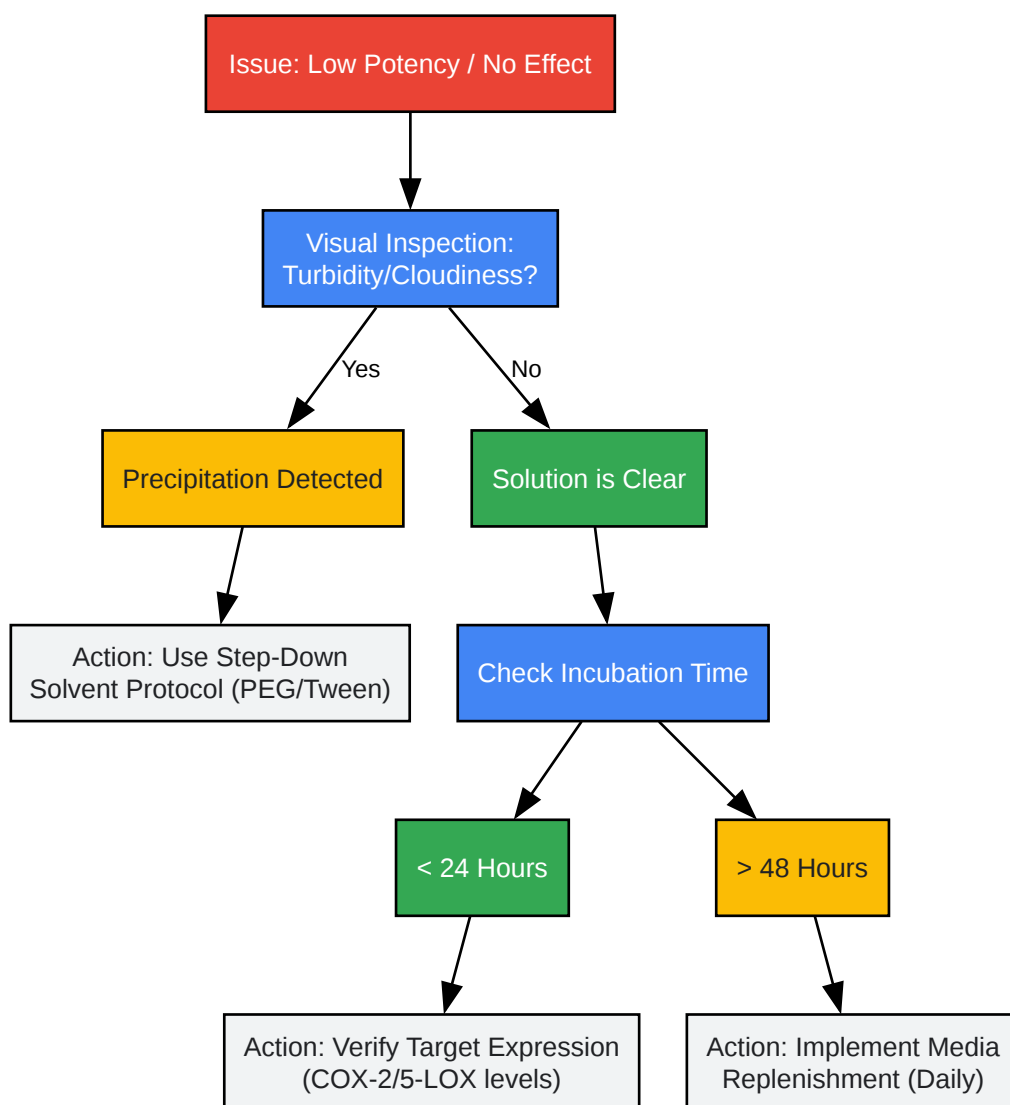 Issue: Low Potency / No Effect
Visual Inspection:
Turbidity/Cloudiness?
Yes
No
Precipitation Detected
Solution is Clear
Action: Use Step-Down
Solvent Protocol (PEG/Tween)
Check Incubation Time
< 24 Hours
> 48 Hours
Action: Verify Target Expression
(COX-2/5-LOX levels)
Action: Implement Media
Replenishment (Daily)